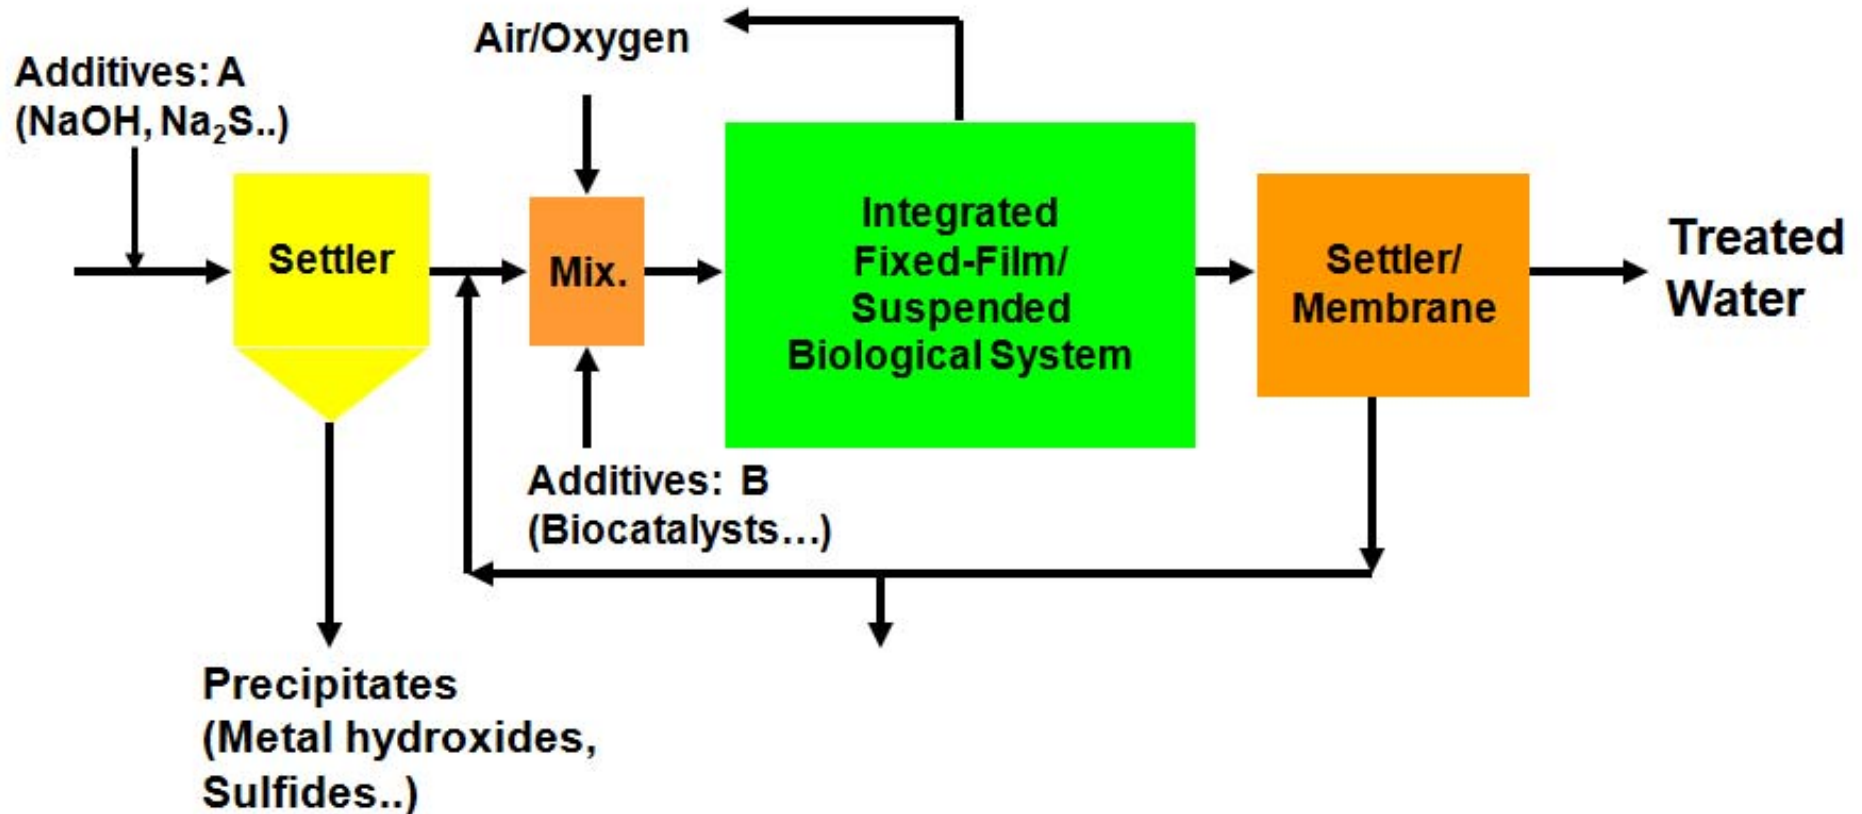 Air/Oxygen
Additives: A
(NaOH, Na₂S..)
Settler
Mix.
Integrated
Fixed-Film/
Suspended
Biological System
Settler/
Membrane
Treated
Water
Additives: B
(Biocatalysts...)
Precipitates
(Metal hydroxides,
Sulfides..)